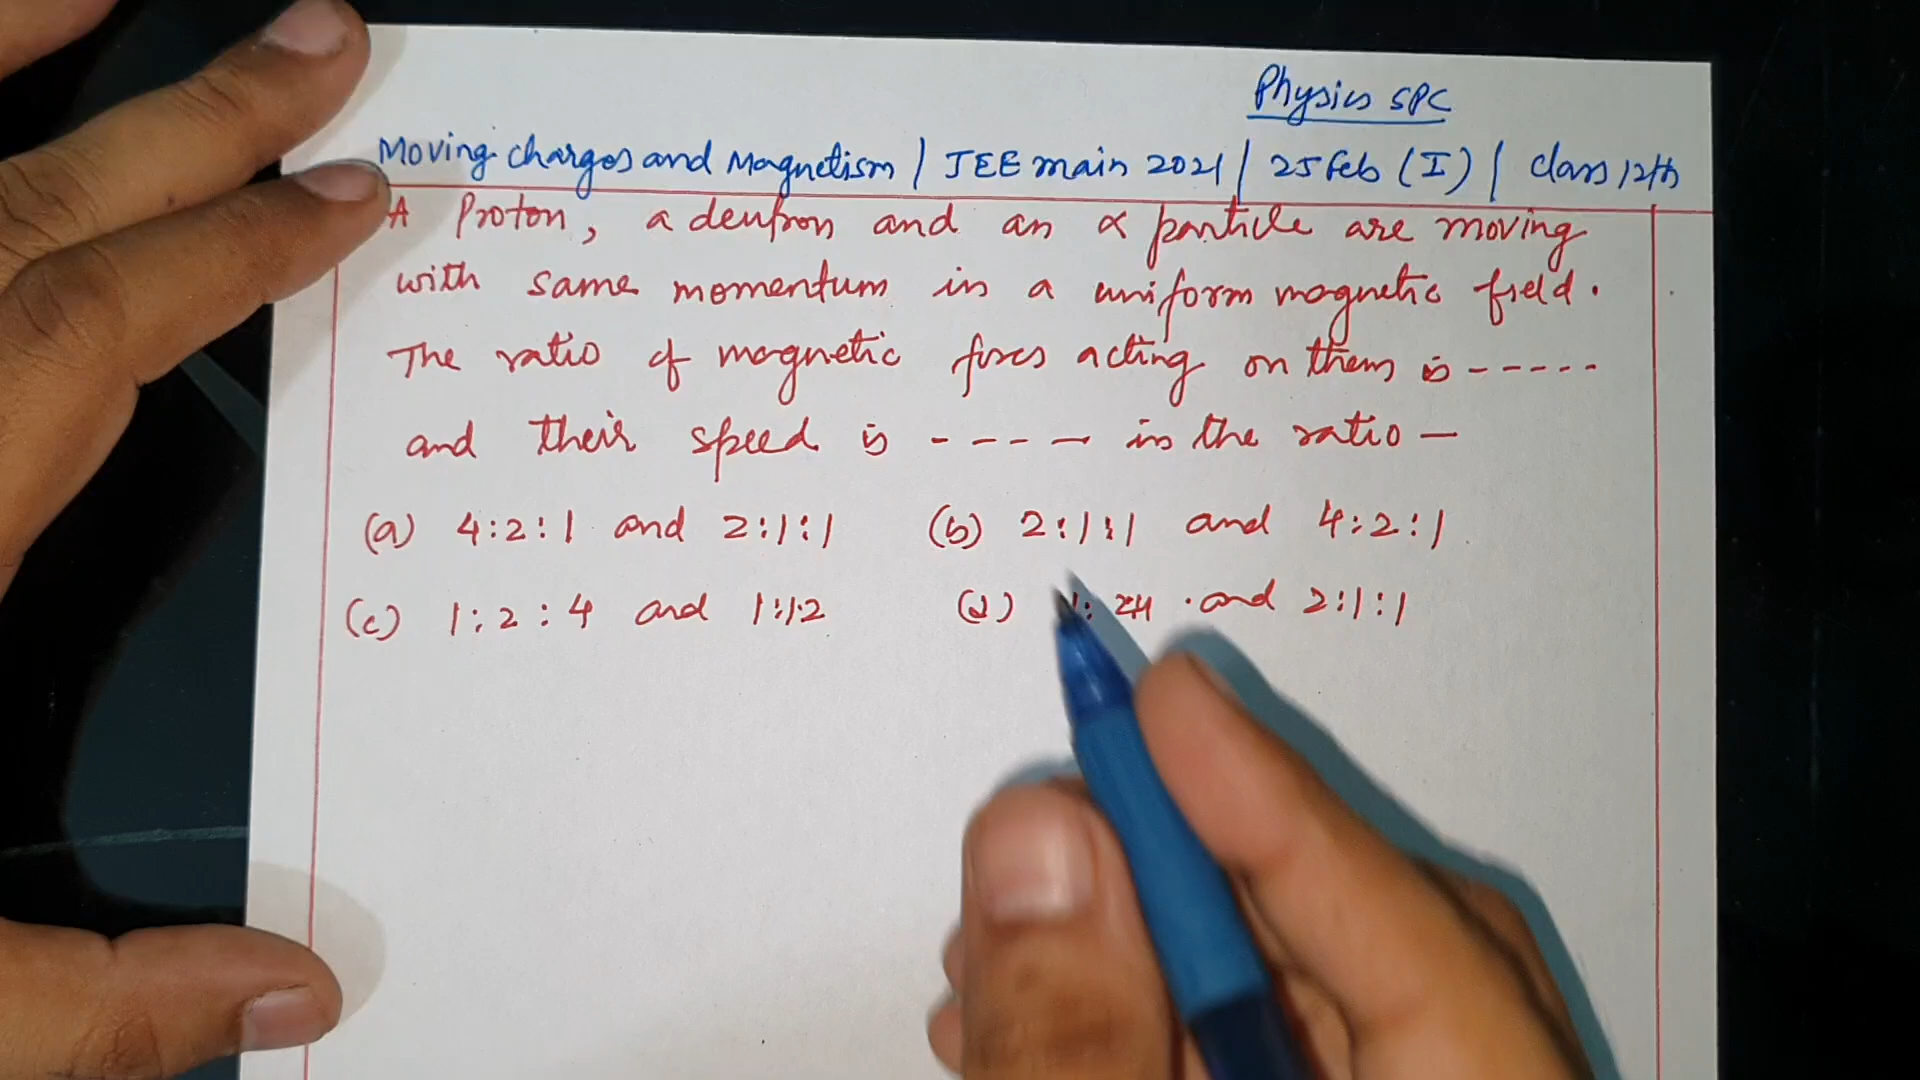 Physics SPC
Moving charges and Magnetism | JEE main 2021 | 25 Feb (I) | Class 12th
A Proton, a deutron and an α particle are moving
with same momentum in a uniform magnetic field.
The ratio of magnetic forces acting on them is -----
and their speed is ---- in the ratio —
(a) 4:2:1 and 2:1:1 (b) 2:1:1 and 4:2:1
(c) 1:2:4 and 1:1:2 (d) and 2:1:1